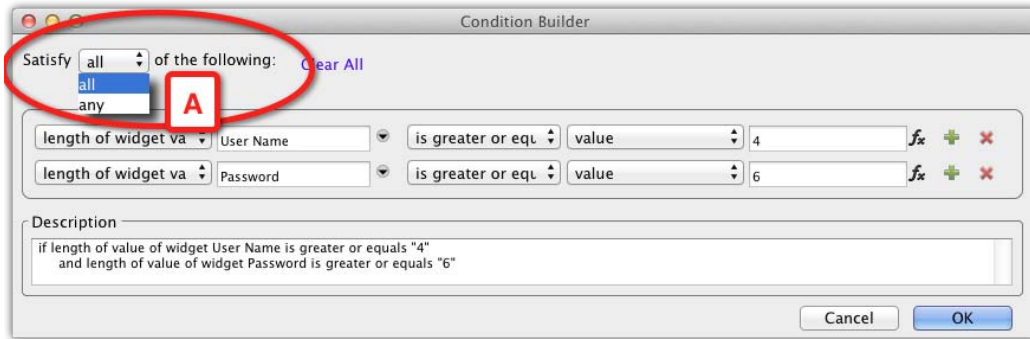 Condition Builder
Satisfy all of the following: Clear All
all
any
A
length of widget va User Name is greater or equ value 4 fx
length of widget va Password is greater or equ value 6 fx
Description
if length of value of widget User Name is greater or equals "4"
and length of value of widget Password is greater or equals "6"
Cancel OK